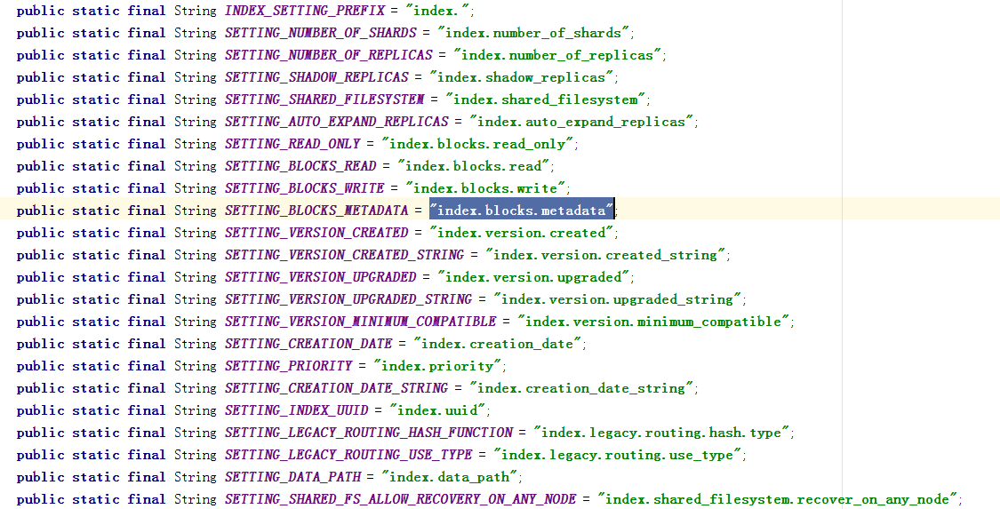 public static final String INDEX_SETTING_PREFIX = "index.";
public static final String SETTING_NUMBER_OF_SHARDS = "index.number_of_shards";
public static final String SETTING_NUMBER_OF_REPLICAS = "index.number_of_replicas";
public static final String SETTING_SHADOW_REPLICAS = "index.shadow_replicas";
public static final String SETTING_SHARED_FILESYSTEM = "index.shared_filesystem";
public static final String SETTING_AUTO_EXPAND_REPLICAS = "index.auto_expand_replicas";
public static final String SETTING_READ_ONLY = "index.blocks.read_only";
public static final String SETTING_BLOCKS_READ = "index.blocks.read";
public static final String SETTING_BLOCKS_WRITE = "index.blocks.write";
public static final String SETTING_BLOCKS_METADATA = "index.blocks.metadata";
public static final String SETTING_VERSION_CREATED = "index.version.created";
public static final String SETTING_VERSION_CREATED_STRING = "index.version.created_string";
public static final String SETTING_VERSION_UPGRADED = "index.version.upgraded";
public static final String SETTING_VERSION_UPGRADED_STRING = "index.version.upgraded_string";
public static final String SETTING_VERSION_MINIMUM_COMPATIBLE = "index.version.minimum_compatible";
public static final String SETTING_CREATION_DATE = "index.creation_date";
public static final String SETTING_PRIORITY = "index.priority";
public static final String SETTING_CREATION_DATE_STRING = "index.creation_date_string";
public static final String SETTING_INDEX_UUID = "index.uuid";
public static final String SETTING_LEGACY_ROUTING_HASH_FUNCTION = "index.legacy.routing.hash.type";
public static final String SETTING_LEGACY_ROUTING_USE_TYPE = "index.legacy.routing.use_type";
public static final String SETTING_DATA_PATH = "index.data_path";
public static final String SETTING_SHARED_FS_ALLOW_RECOVERY_ON_ANY_NODE = "index.shared_filesystem.recover_on_any_node";